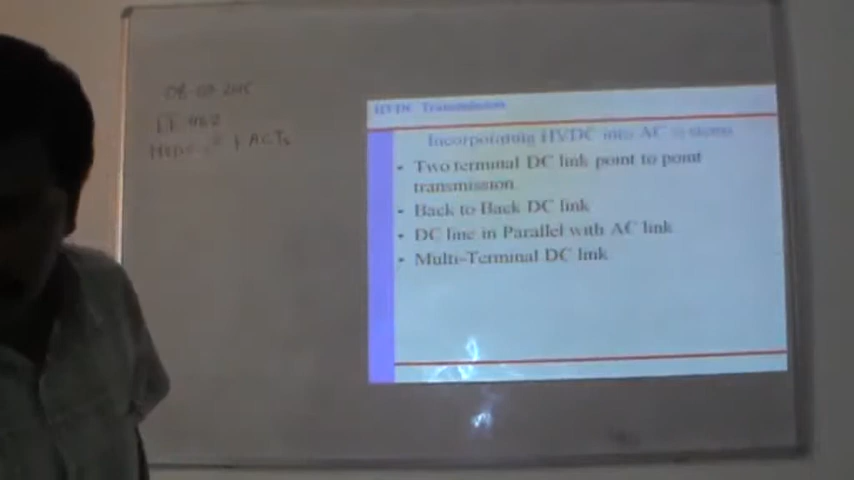 HVDC Transmission
Incorporating HVDC into AC systems
• Two terminal DC link point to point
transmission
• Back to Back DC link
• DC line in Parallel with AC link
• Multi-Terminal DC link